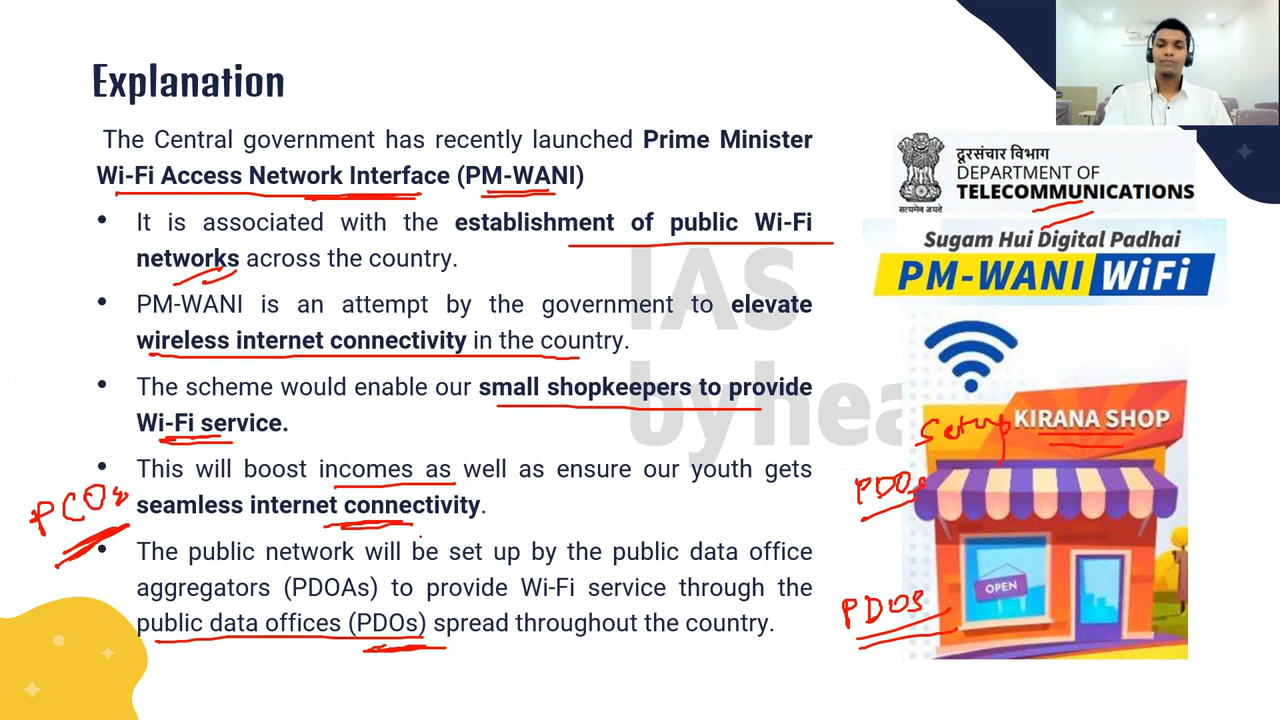 Explanation
The Central government has recently launched Prime Minister
Wi-Fi Access Network Interface (PM-WANI)
• It is associated with the establishment of public Wi-Fi
networks across the country.
• PM-WANI is an attempt by the government to elevate
wireless internet connectivity in the country.
• The scheme would enable our small shopkeepers to provide
Wi-Fi service.
• This will boost incomes as well as ensure our youth gets
seamless internet connectivity.
• The public network will be set up by the public data office
aggregators (PDOAs) to provide Wi-Fi service through the
public data offices (PDOs) spread throughout the country.
PCOs
IAS
byhea
दूरसंचार विभाग
DEPARTMENT OF
TELECOMMUNICATIONS
सत्यमेव जयते
Sugam Hui Digital Padhai
PM-WANI WiFi
KIRANA SHOP
Setup
PDOs
OPEN
PDOS